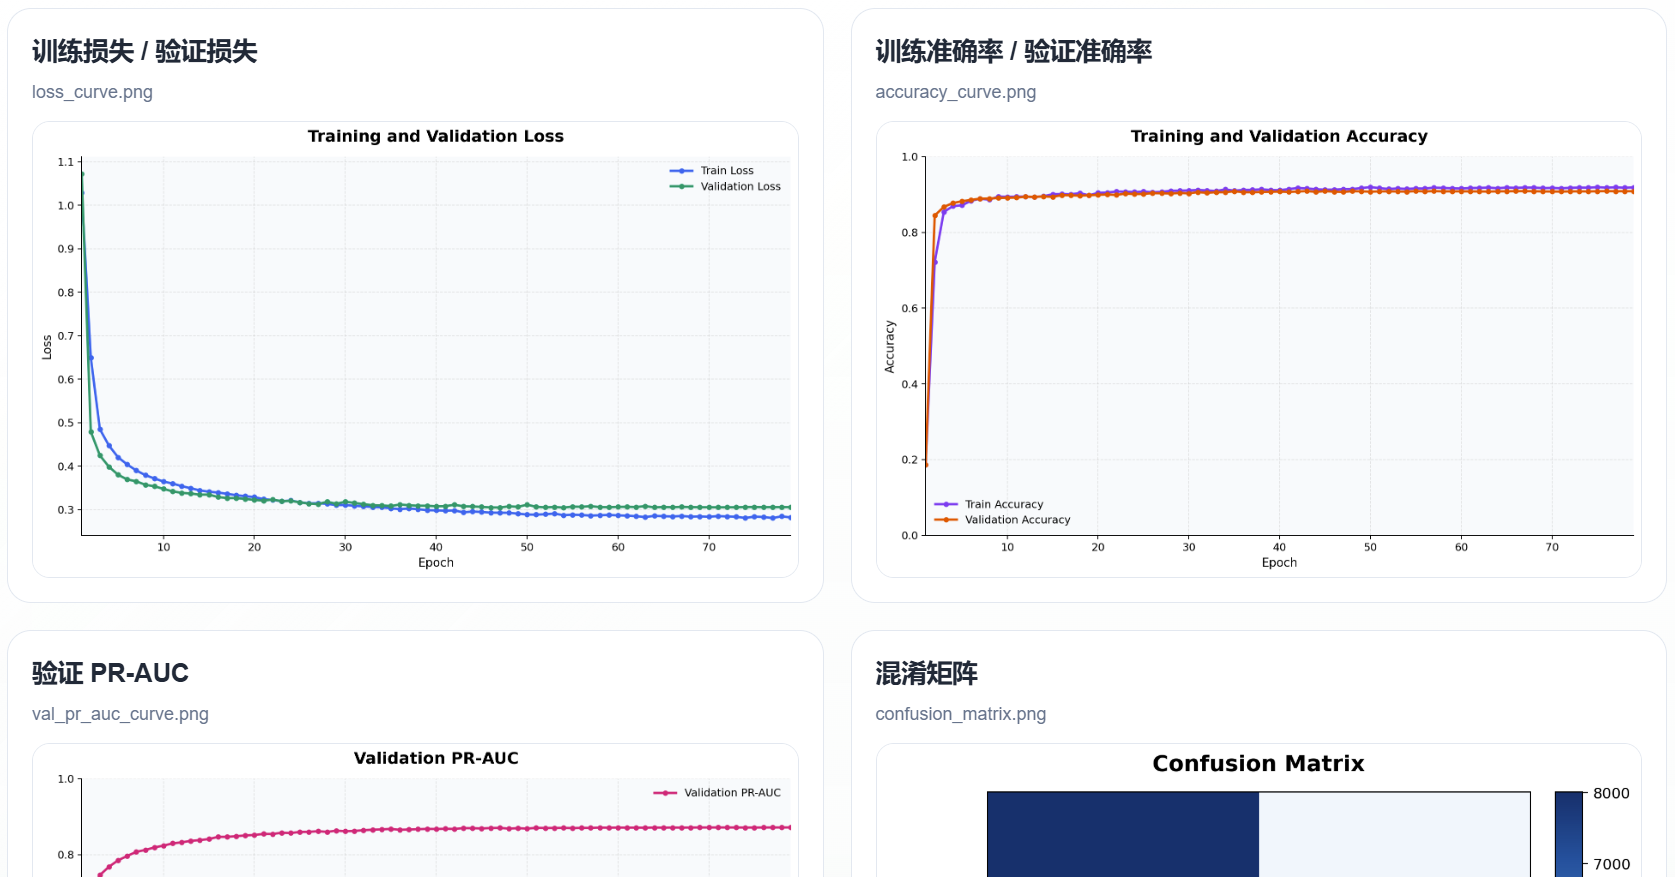 训练损失 / 验证损失
loss_curve.png
Training and Validation Loss
Train Loss
Validation Loss
1.1
1.0
0.9
0.8
0.7
0.6
0.5
0.4
0.3
Loss
10 20 30 40 50 60 70
Epoch
训练准确率 / 验证准确率
accuracy_curve.png
Training and Validation Accuracy
1.0
0.8
0.6
0.4
0.2
0.0
Accuracy
Train Accuracy
Validation Accuracy
10 20 30 40 50 60 70
Epoch
验证 PR-AUC
val_pr_auc_curve.png
Validation PR-AUC
Validation PR-AUC
1.0
0.8
混淆矩阵
confusion_matrix.png
Confusion Matrix
8000
7000